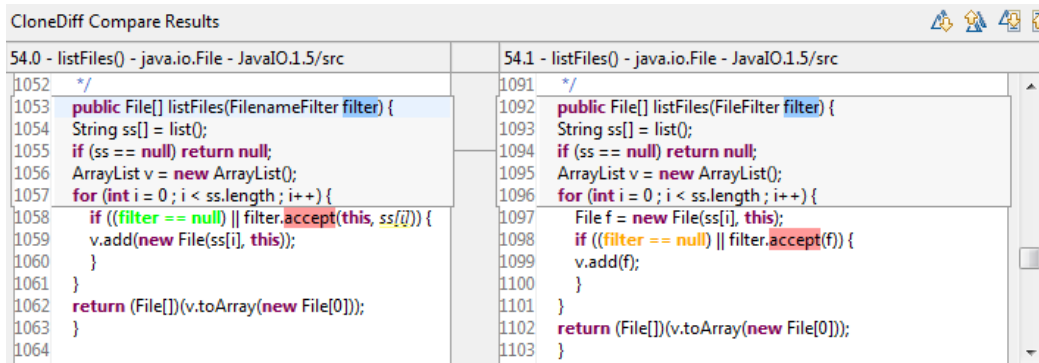 CloneDiff Compare Results
54.0 - listFiles() - java.io.File - JavaIO.1.5/src
1052 */
1053 public File[] listFiles(FilenameFilter filter) {
1054 String ss[] = list();
1055 if (ss == null) return null;
1056 ArrayList v = new ArrayList();
1057 for (int i = 0 ; i < ss.length ; i++) {
1058 if ((filter == null) || filter.accept(this, ss[i])) {
1059 v.add(new File(ss[i], this));
1060 }
1061 }
1062 return (File[])(v.toArray(new File[0]));
1063 }
1064
54.1 - listFiles() - java.io.File - JavaIO.1.5/src
1091 */
1092 public File[] listFiles(FileFilter filter) {
1093 String ss[] = list();
1094 if (ss == null) return null;
1095 ArrayList v = new ArrayList();
1096 for (int i = 0 ; i < ss.length ; i++) {
1097 File f = new File(ss[i], this);
1098 if ((filter == null) || filter.accept(f)) {
1099 v.add(f);
1100 }
1101 }
1102 return (File[])(v.toArray(new File[0]));
1103 }